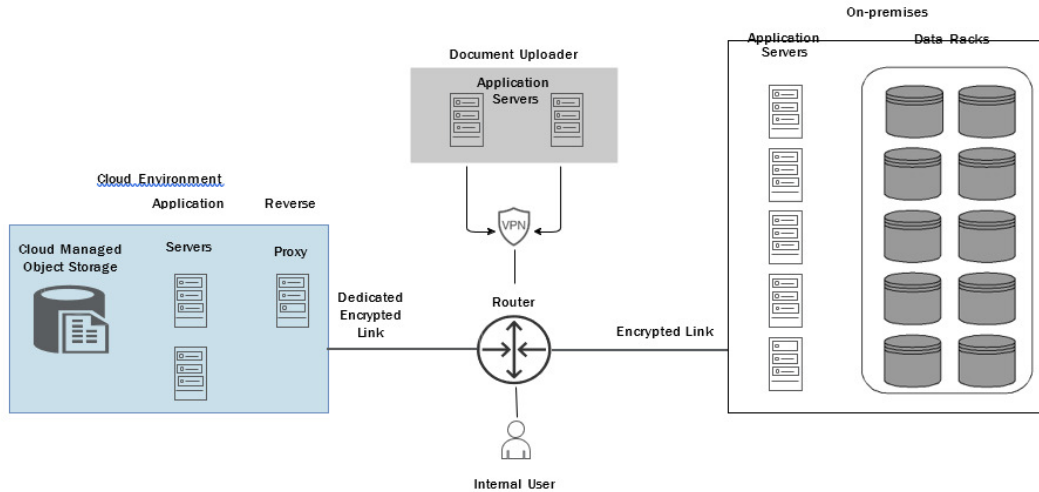 On-premises
Application
Servers
Data Racks
Document Uploader
Application
Servers
Cloud Environment
Application
Reverse
VPN
Cloud Managed
Object Storage
Servers
Proxy
Dedicated
Encrypted
Link
Router
Encrypted Link
Internal User